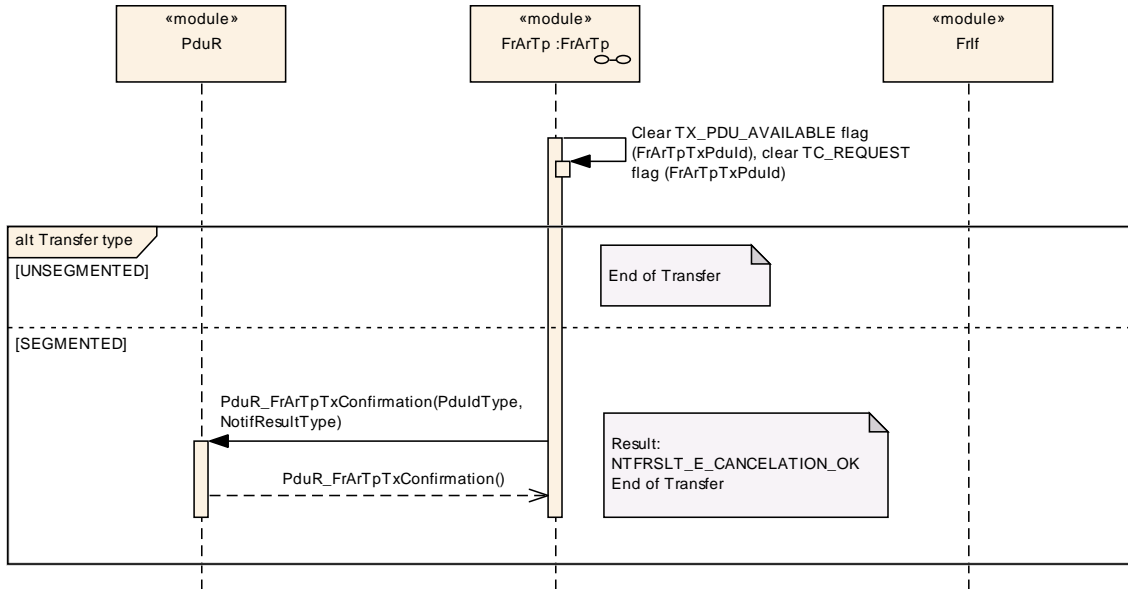 «module»
PduR
«module»
FrArTp :FrArTp
«module»
FrIf
Clear TX_PDU_AVAILABLE flag
(FrArTpTxPduId), clear TC_REQUEST
flag (FrArTpTxPduId)
alt Transfer type
[UNSEGMENTED]
End of Transfer
[SEGMENTED]
PduR_FrArTpTxConfirmation(PduIdType,
NotifResultType)
Result:
NTFRSLT_E_CANCELATION_OK
End of Transfer
PduR_FrArTpTxConfirmation()